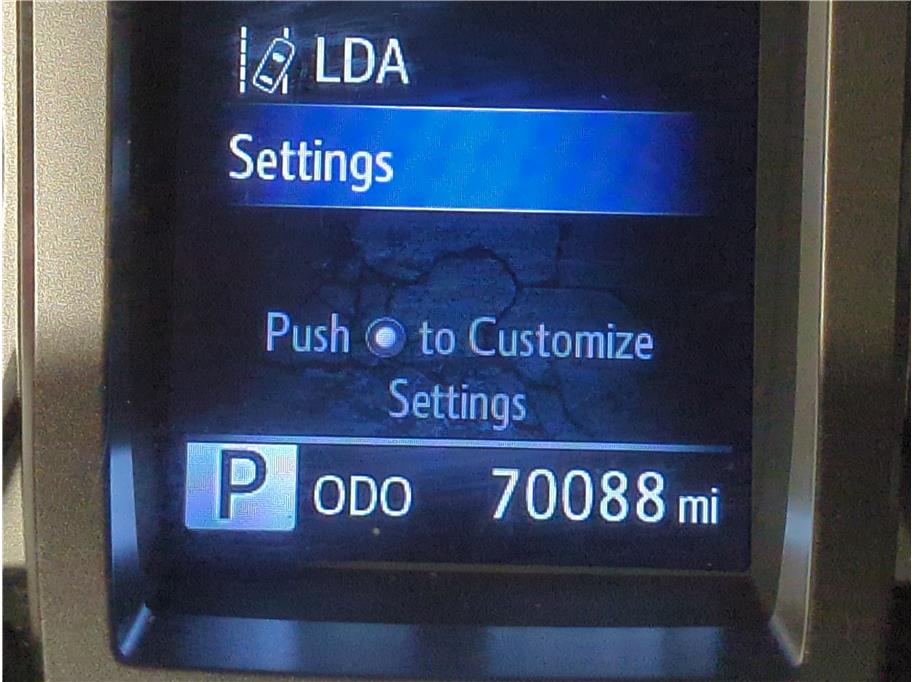 LDA
Settings
Push to Customize
Settings
P ODO 70088 mi